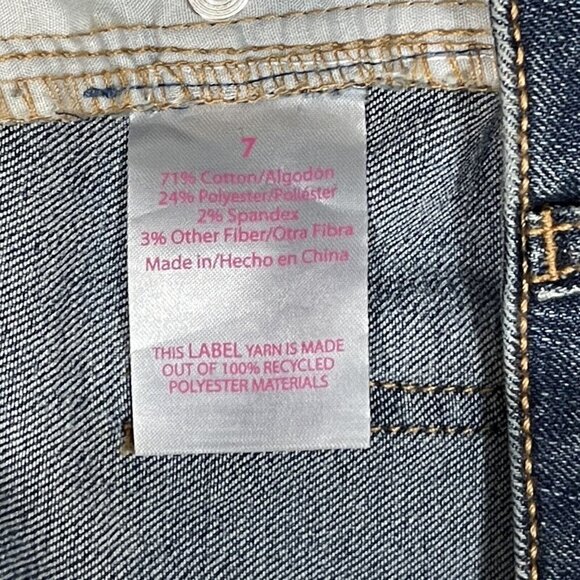 7
71% Cotton/Algodón
24% Polyester/Poliéster
2% Spandex
3% Other Fiber/Otra Fibra
Made in/Hecho en China
THIS LABEL YARN IS MADE
OUT OF 100% RECYCLED
POLYESTER MATERIALS